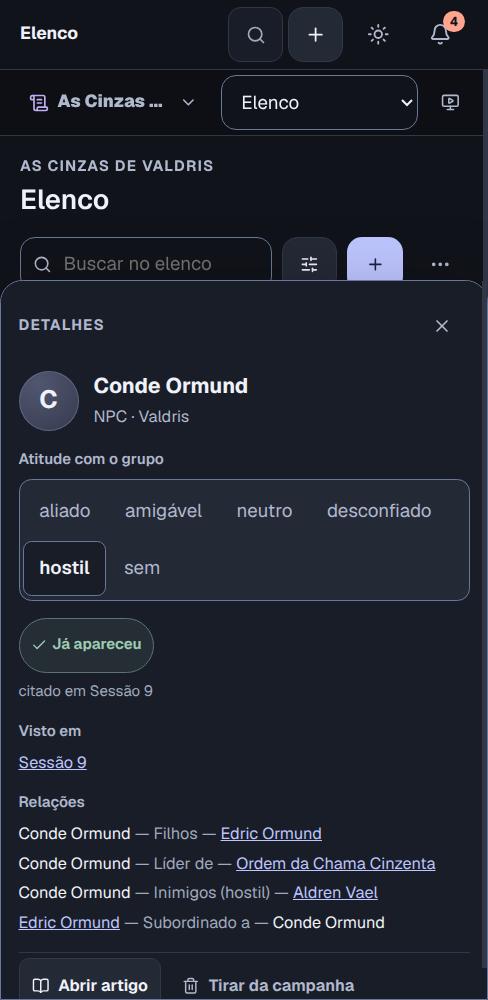 Elenco
4
As Cinzas ...
Elenco
AS CINZAS DE VALDRIS
Elenco
Buscar no elenco
DETALHES
C
Conde Ormund
NPC · Valdris
Atitude com o grupo
aliado amigável neutro desconfiado
hostil sem
Já apareceu
citado em Sessão 9
Visto em
Sessão 9
Relações
Conde Ormund — Filhos — Edric Ormund
Conde Ormund — Líder de — Ordem da Chama Cinzenta
Conde Ormund — Inimigos (hostil) — Aldren Vael
Edric Ormund — Subordinado a — Conde Ormund
Abrir artigo Tirar da campanha